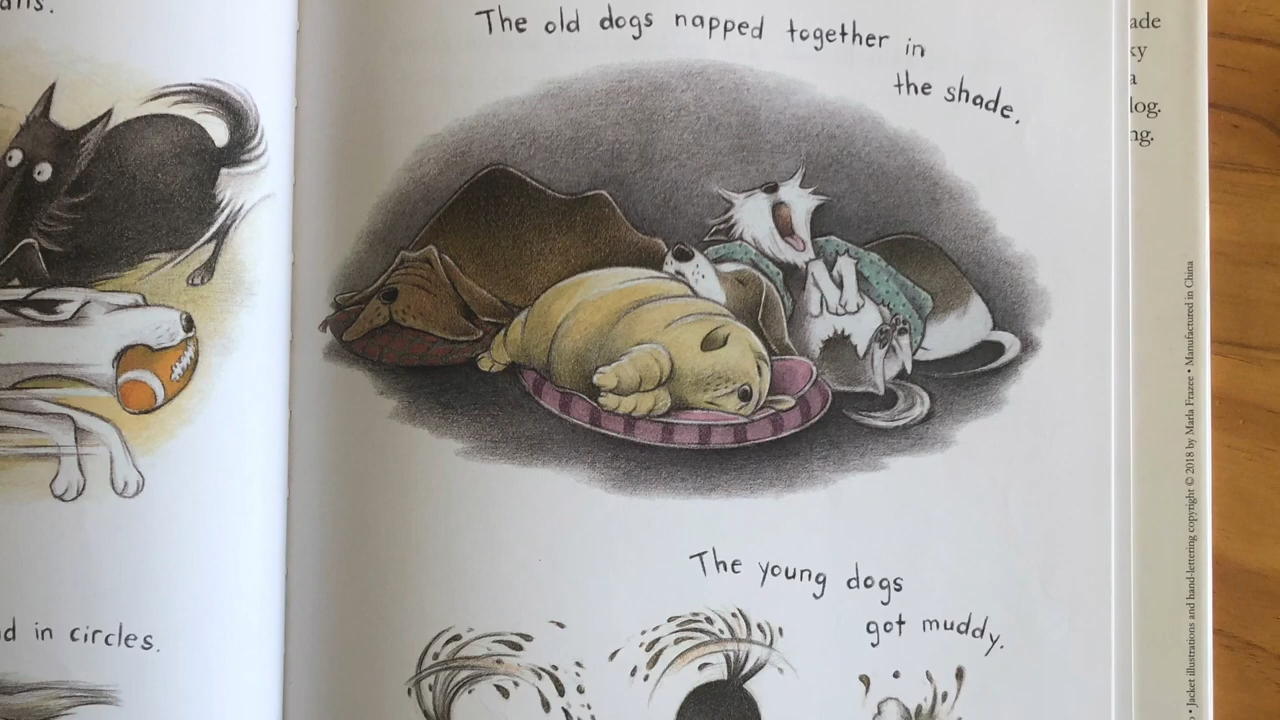 The old dogs napped together in
the shade.
The young dogs
got muddy.
in circles.
• Jacket illustrations and hand-lettering copyright © 2018 by Marla Frazee • Manufactured in China